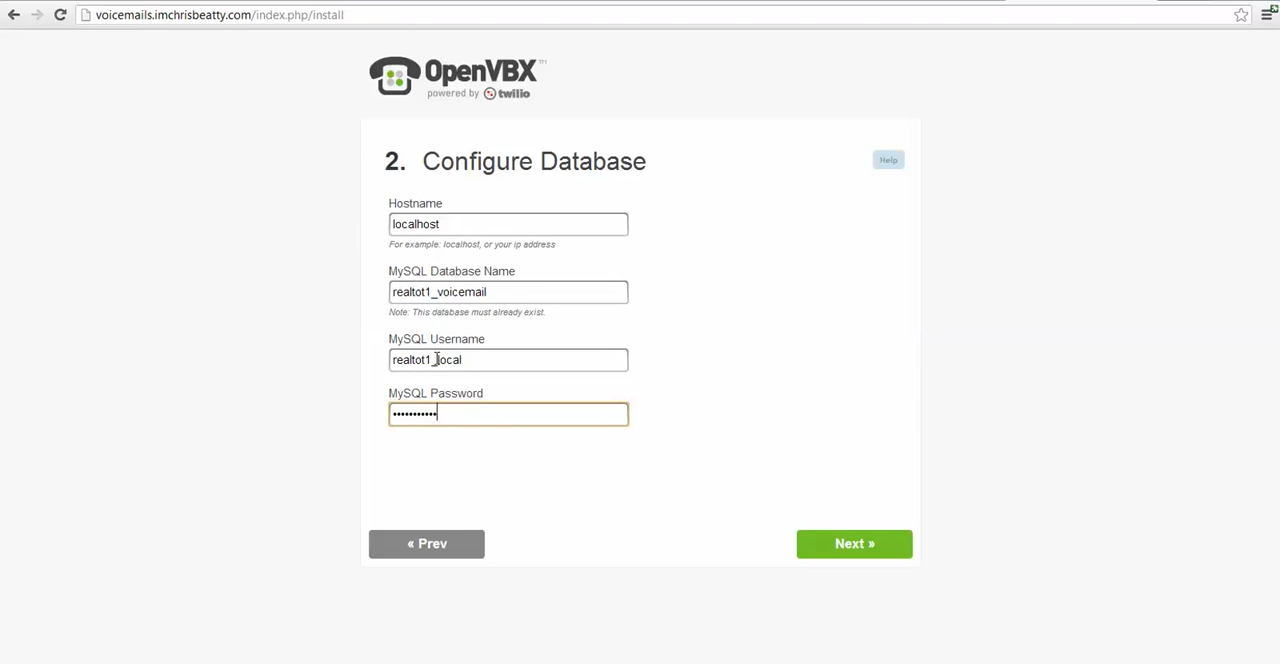 voicemails.imchrisbeatty.com/index.php/install
OpenVBX™
powered by twilio
2. Configure Database
Help
Hostname
localhost
For example: localhost, or your ip address
MySQL Database Name
realtot1_voicemail
Note: This database must already exist.
MySQL Username
realtot1_local
MySQL Password
•••••••••••
« Prev
Next »